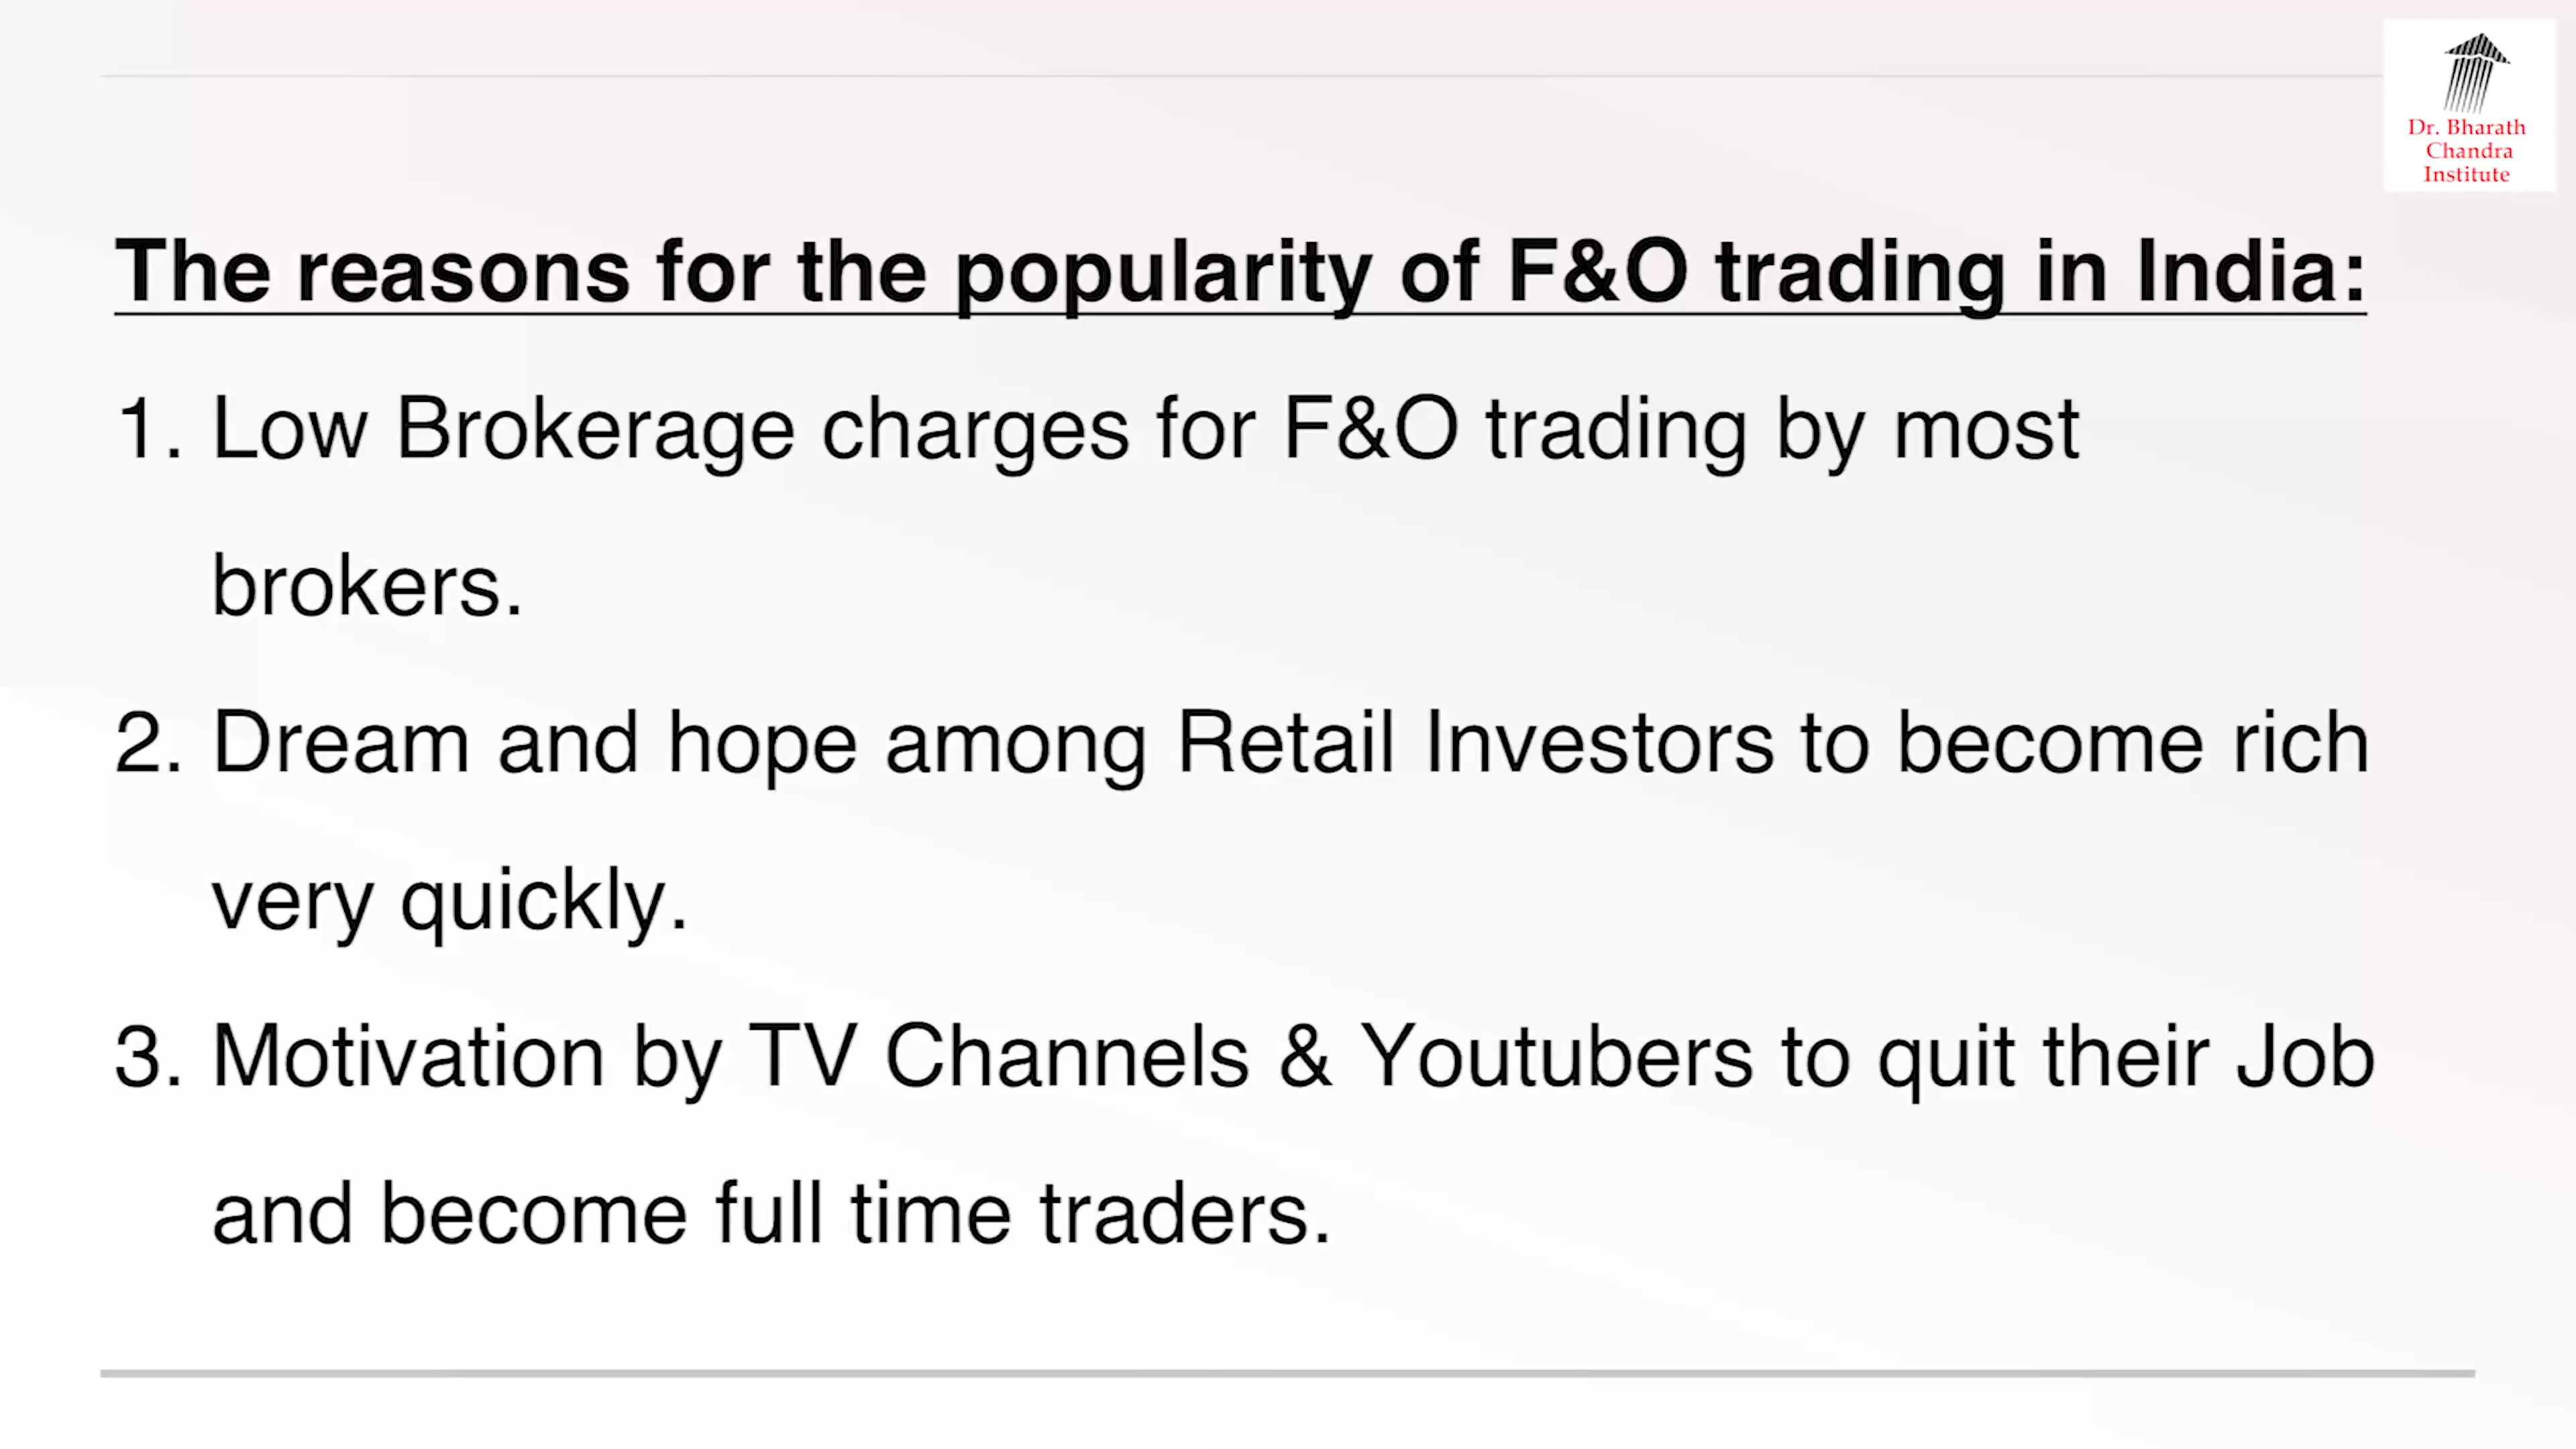 Dr. Bharath
Chandra
Institute
The reasons for the popularity of F&O trading in India:
1. Low Brokerage charges for F&O trading by most
brokers.
2. Dream and hope among Retail Investors to become rich
very quickly.
3. Motivation by TV Channels & Youtubers to quit their Job
and become full time traders.